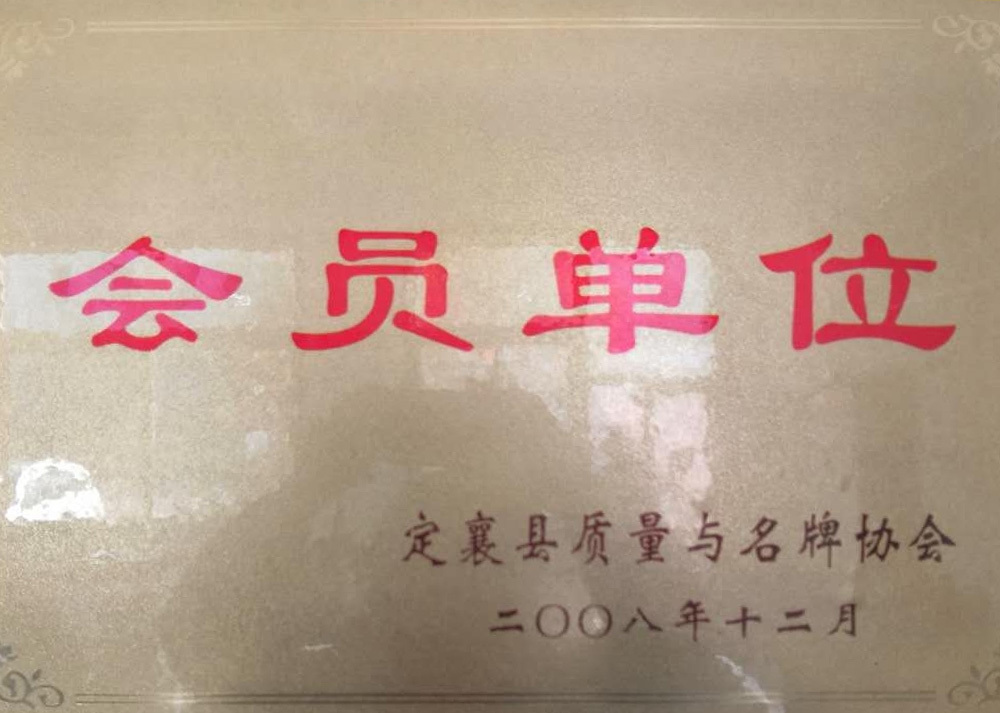 会员单位
定襄县质量与名牌协会
二〇〇八年十二月